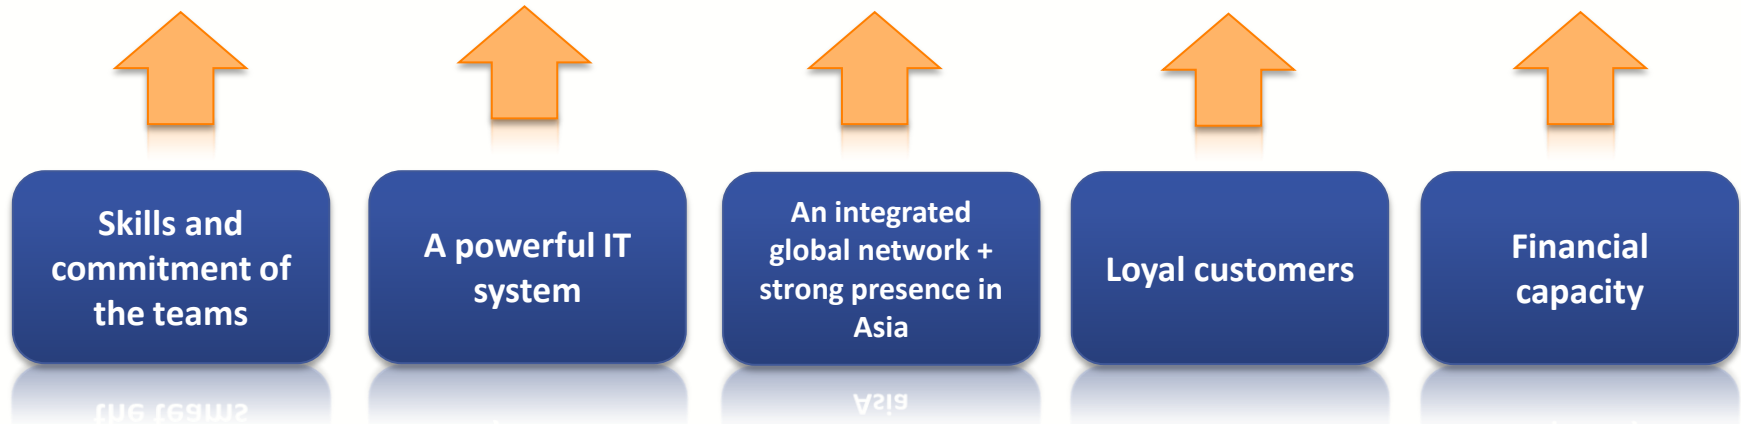 Skills and
commitment of
the teams
A powerful IT
system
An integrated
global network +
strong presence in
Asia
Loyal customers
Financial
capacity